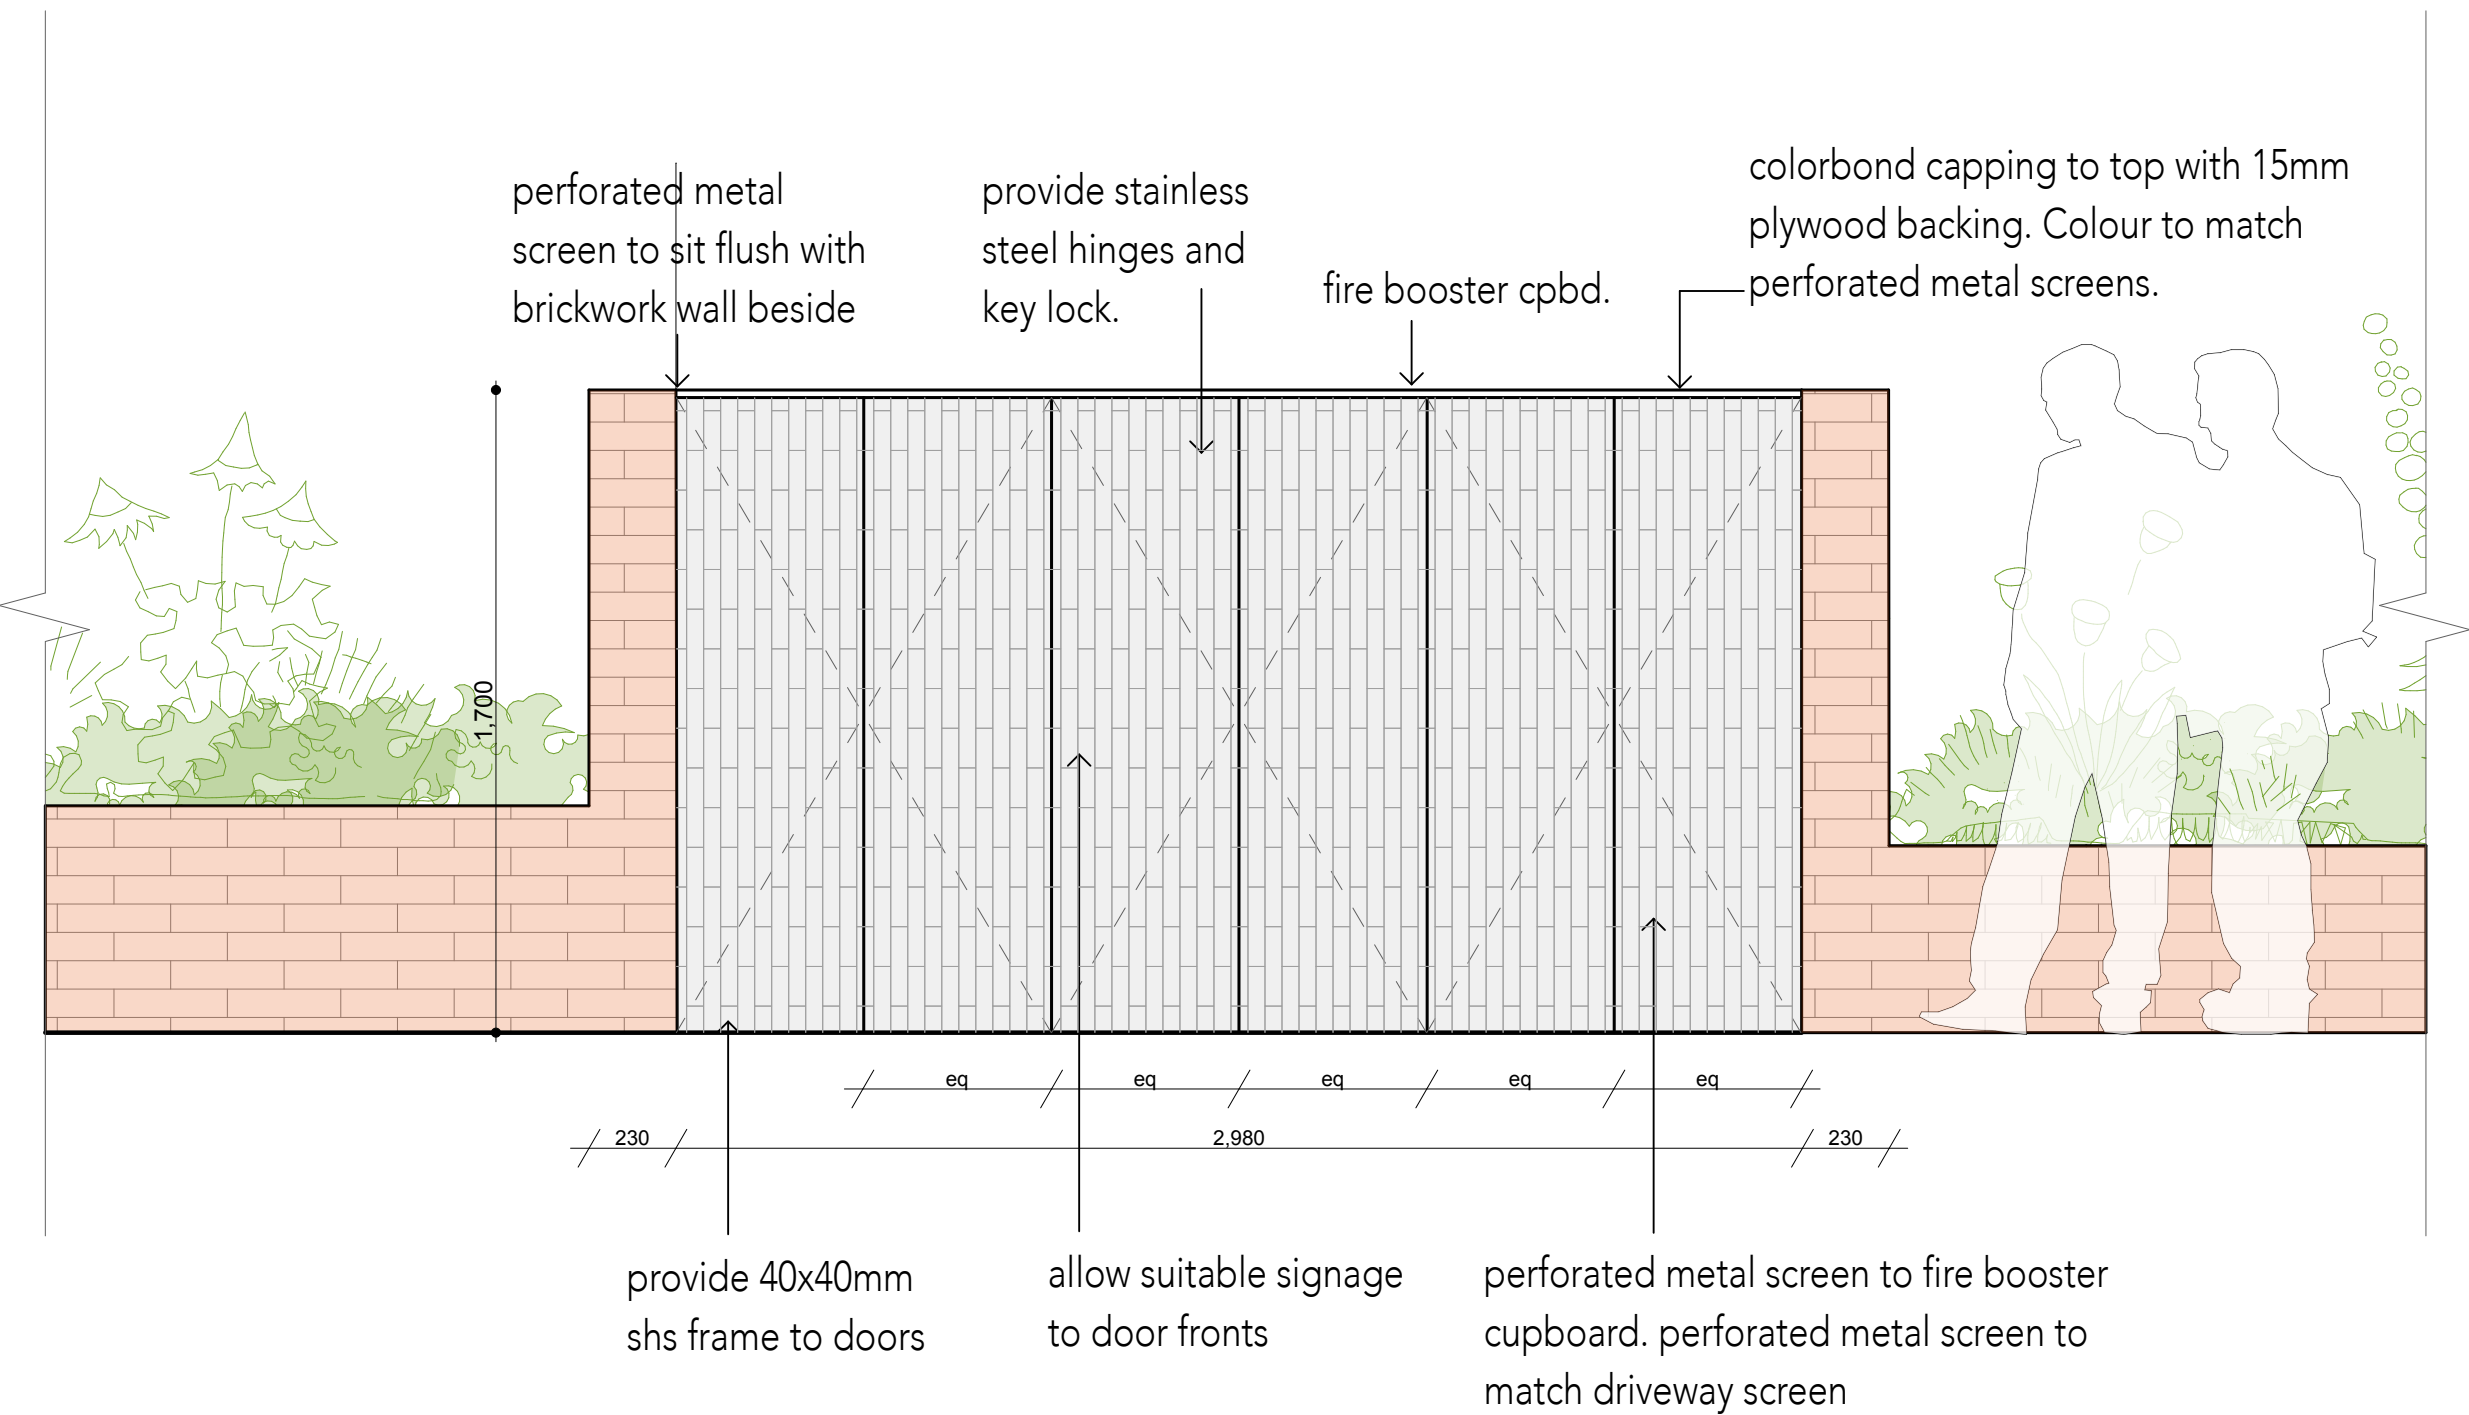 perforated metal
screen to sit flush with
brickwork wall beside
provide stainless
steel hinges and
key lock.
fire booster cpbd.
colorbond capping to top with 15mm
plywood backing. Colour to match
perforated metal screens.
1,700
eq
eq
eq
eq
eq
230
2,980
230
provide 40x40mm
shs frame to doors
allow suitable signage
to door fronts
perforated metal screen to fire booster
cupboard. perforated metal screen to
match driveway screen